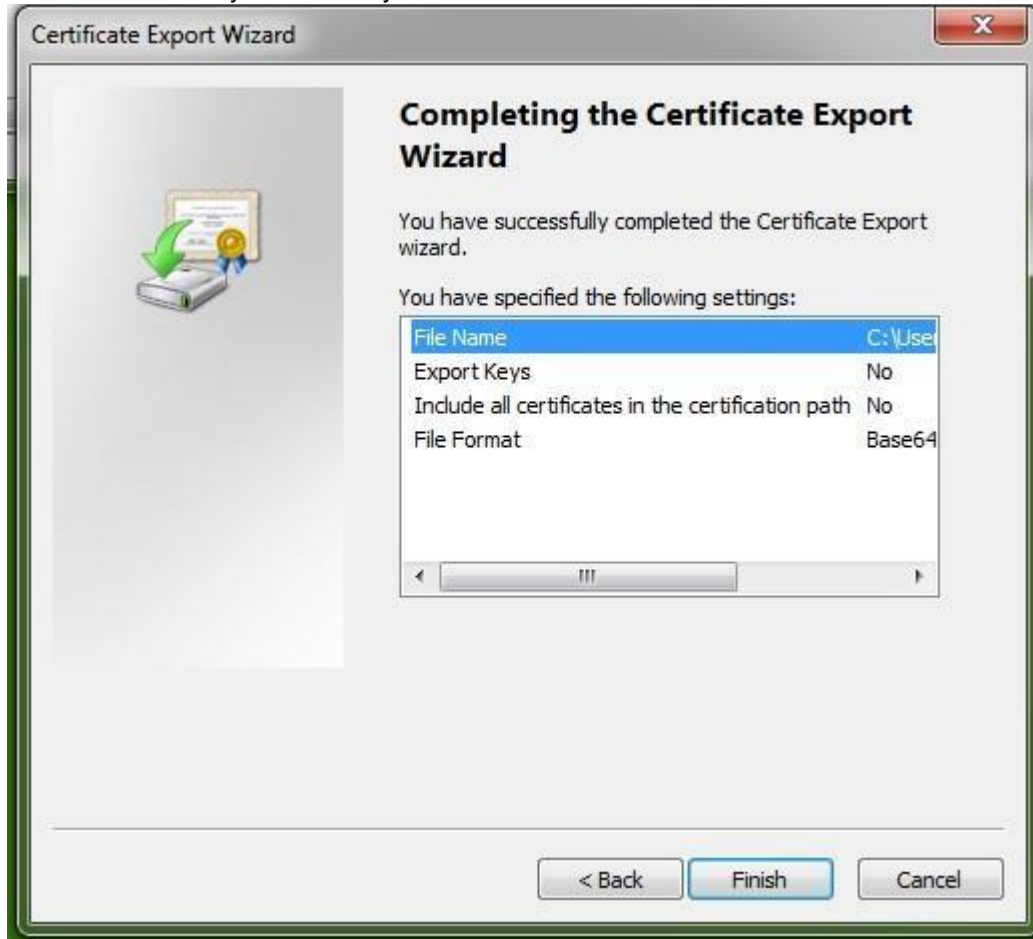 Certificate Export Wizard
Completing the Certificate Export
Wizard
You have successfully completed the Certificate Export
wizard.
You have specified the following settings:
File Name C:\User
Export Keys No
Include all certificates in the certification path No
File Format Base64
< Back Finish Cancel